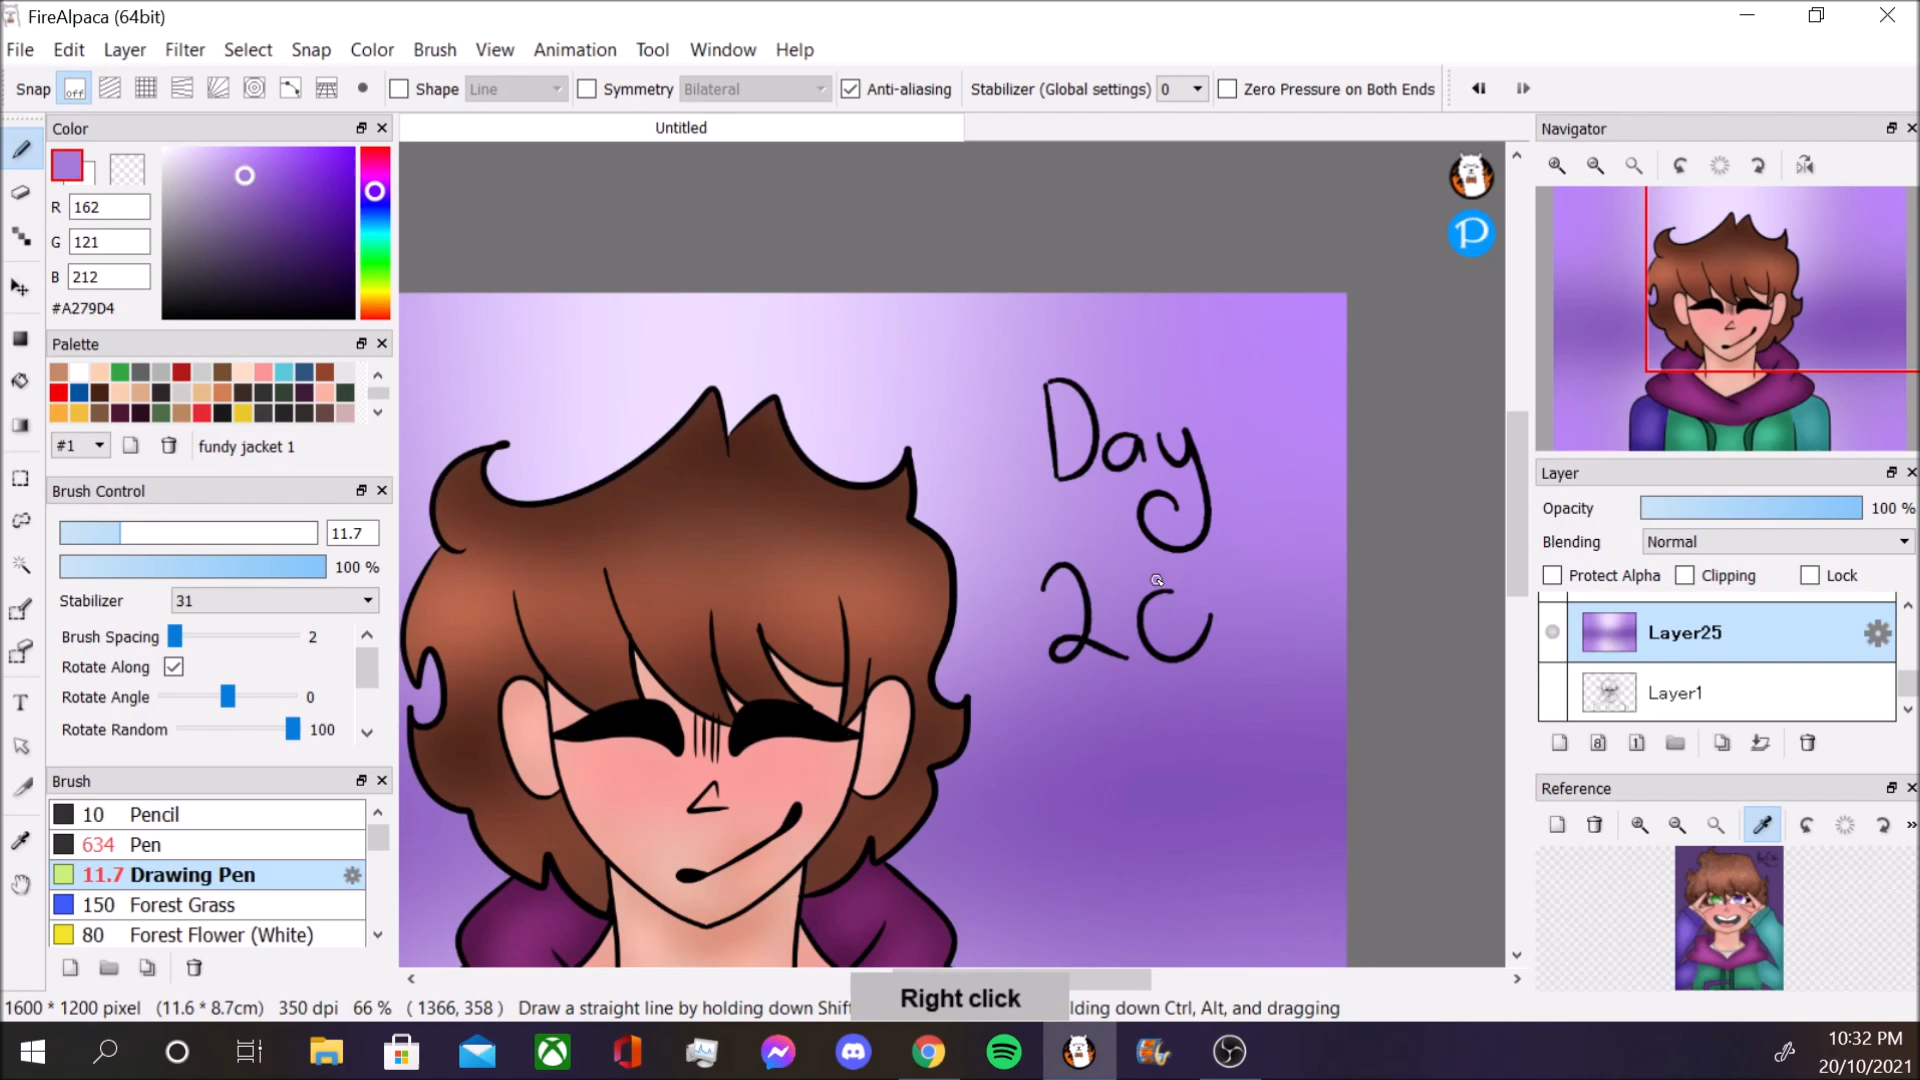 FireAlpaca (64bit)
File Edit Layer Filter Select Snap Color Brush View Animation Tool Window Help
Snap off Shape Line Symmetry Bilateral Anti-aliasing Stabilizer (Global settings) 0 Zero Pressure on Both Ends
Untitled
Color
R 162
G 121
B 212
#A279D4
Palette
#1 fundy jacket 1
Brush Control
11.7
100 %
Stabilizer 31
Brush Spacing 2
Rotate Along
Rotate Angle 0
Rotate Random 100
Brush
10 Pencil
634 Pen
11.7 Drawing Pen
150 Forest Grass
80 Forest Flower (White)
Day
2C
Navigator
Layer
Opacity 100 %
Blending Normal
Protect Alpha Clipping Lock
Layer25
Layer1
8 1
Reference
1600 * 1200 pixel (11.6 * 8.7cm) 350 dpi 66 % ( 1366, 358 ) Draw a straight line by holding down Shift
Right click
lding down Ctrl, Alt, and dragging
10:32 PM
20/10/2021